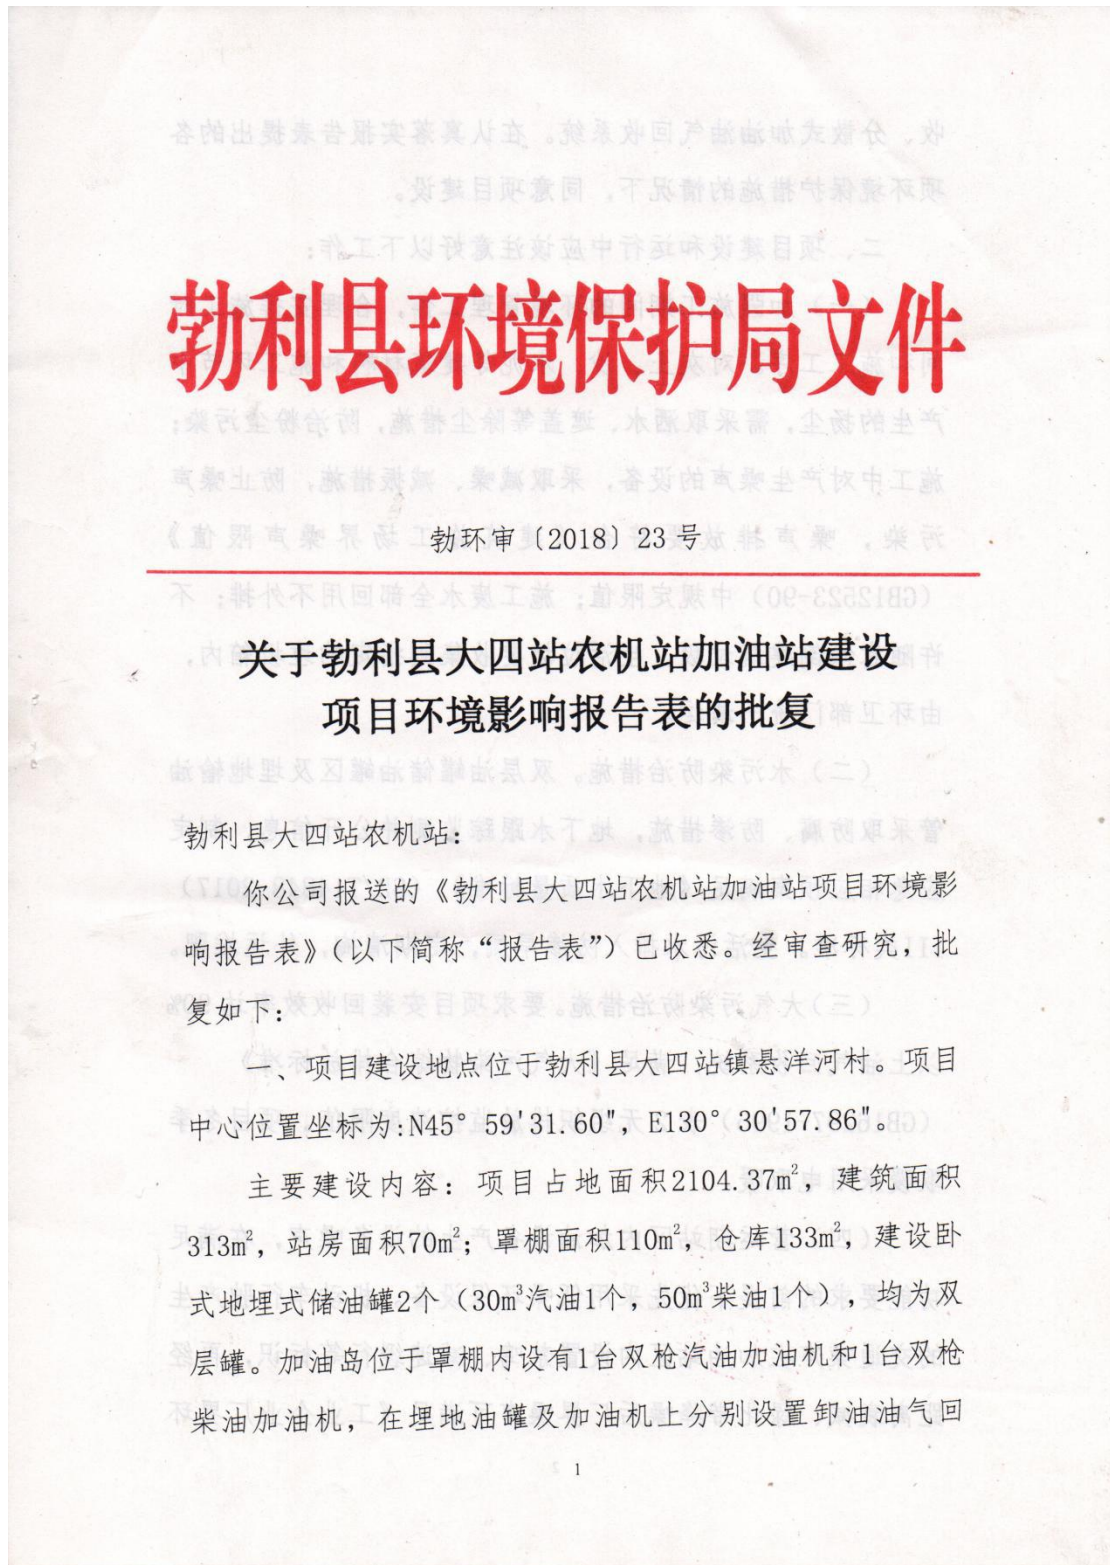 勃利县环境保护局文件
勃环审〔2018〕23号
关于勃利县大四站农机站加油站建设
项目环境影响报告表的批复
勃利县大四站农机站：
你公司报送的《勃利县大四站农机站加油站项目环境影
响报告表》（以下简称“报告表”）已收悉。经审查研究，批
复如下：
一、项目建设地点位于勃利县大四站镇悬洋河村。项目
中心位置坐标为:N45°59'31.60"，E130°30'57.86"。
主要建设内容：项目占地面积2104.37m²，建筑面积
313m²，站房面积70m²；罩棚面积110m²，仓库133m²，建设卧
式地埋式储油罐2个（30m³汽油1个，50m³柴油1个），均为双
层罐。加油岛位于罩棚内设有1台双枪汽油加油机和1台双枪
柴油加油机，在埋地油罐及加油机上分别设置卸油油气回
1